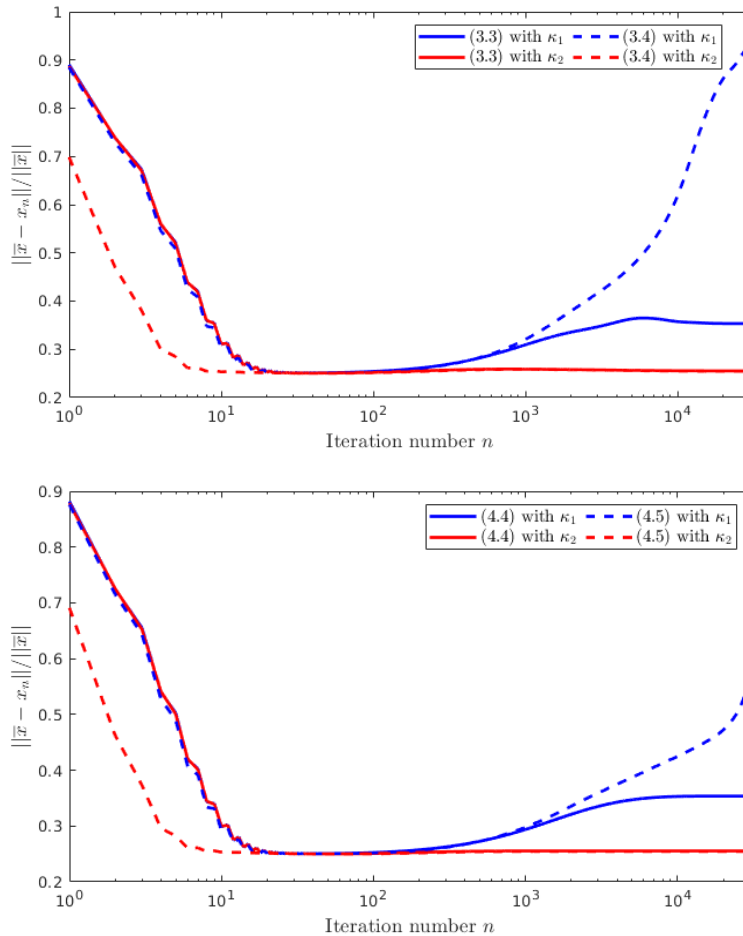 1
0.9
0.8
0.7
0.6
0.5
0.4
0.3
0.2
||x̅ − xₙ||/||x̅||
(3.3) with κ₁ (3.4) with κ₁
(3.3) with κ₂ (3.4) with κ₂
10⁰ 10¹ 10² 10³ 10⁴
Iteration number n
0.9
0.8
0.7
0.6
0.5
0.4
0.3
0.2
||x̅ − xₙ||/||x̅||
(4.4) with κ₁ (4.5) with κ₁
(4.4) with κ₂ (4.5) with κ₂
10⁰ 10¹ 10² 10³ 10⁴
Iteration number n